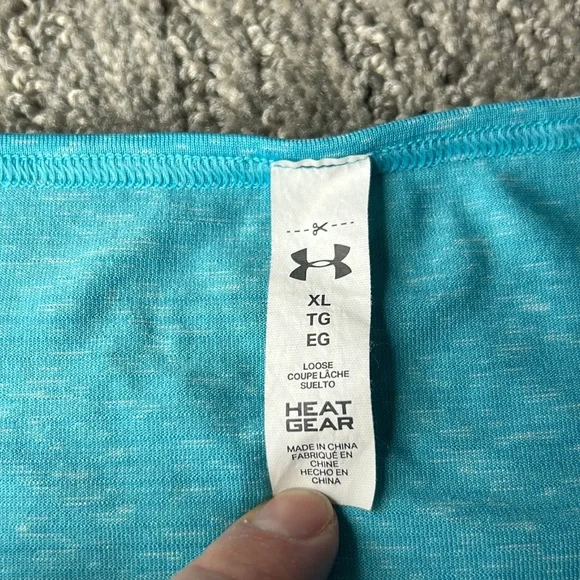 XL
TG
EG
LOOSE
COUPE LÂCHE
SUELTO
HEAT
GEAR
MADE IN CHINA
FABRIQUÉ EN
CHINE
HECHO EN
CHINA